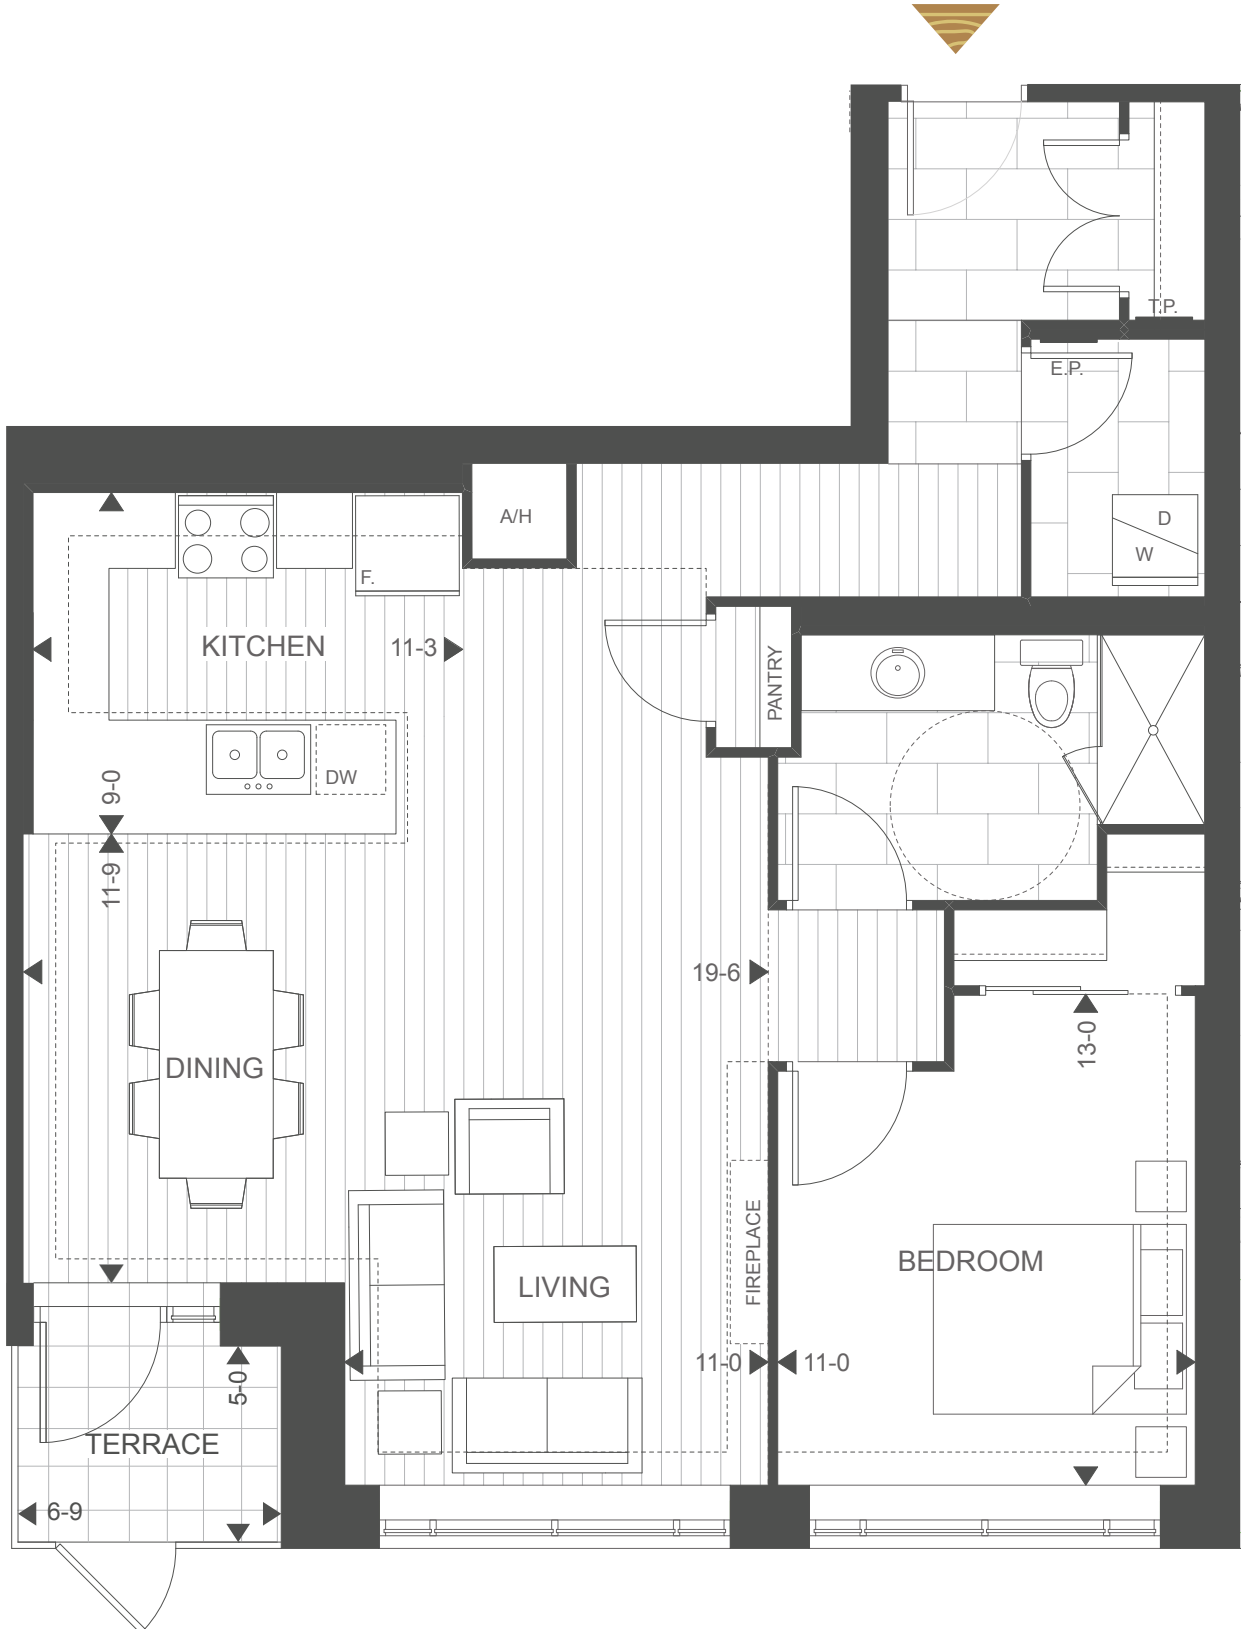 T.P.
E.P.
A/H
D
W
F.
KITCHEN
11-3
PANTRY
DW
9-0
11-9
19-6
13-0
DINING
FIREPLACE
BEDROOM
LIVING
11-0
11-0
5-0
TERRACE
6-9